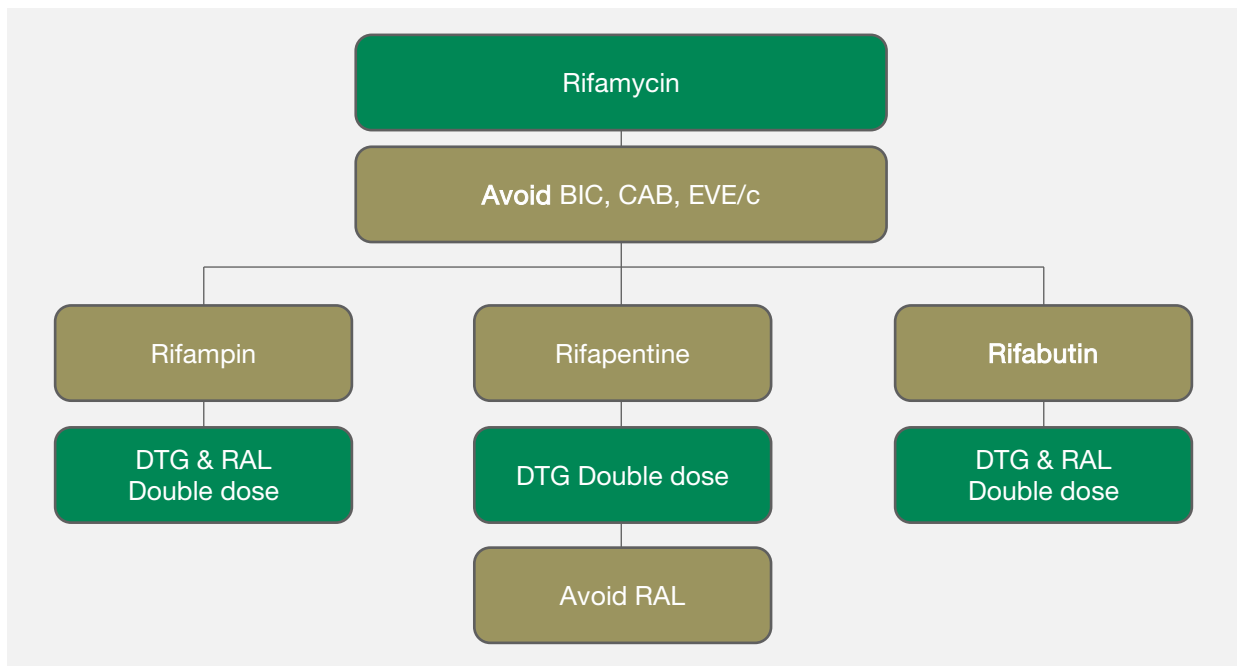 Rifamycin
Avoid BIC, CAB, EVE/c
Rifampin
Rifapentine
Rifabutin
DTG & RAL
Double dose
DTG Double dose
DTG & RAL
Double dose
Avoid RAL